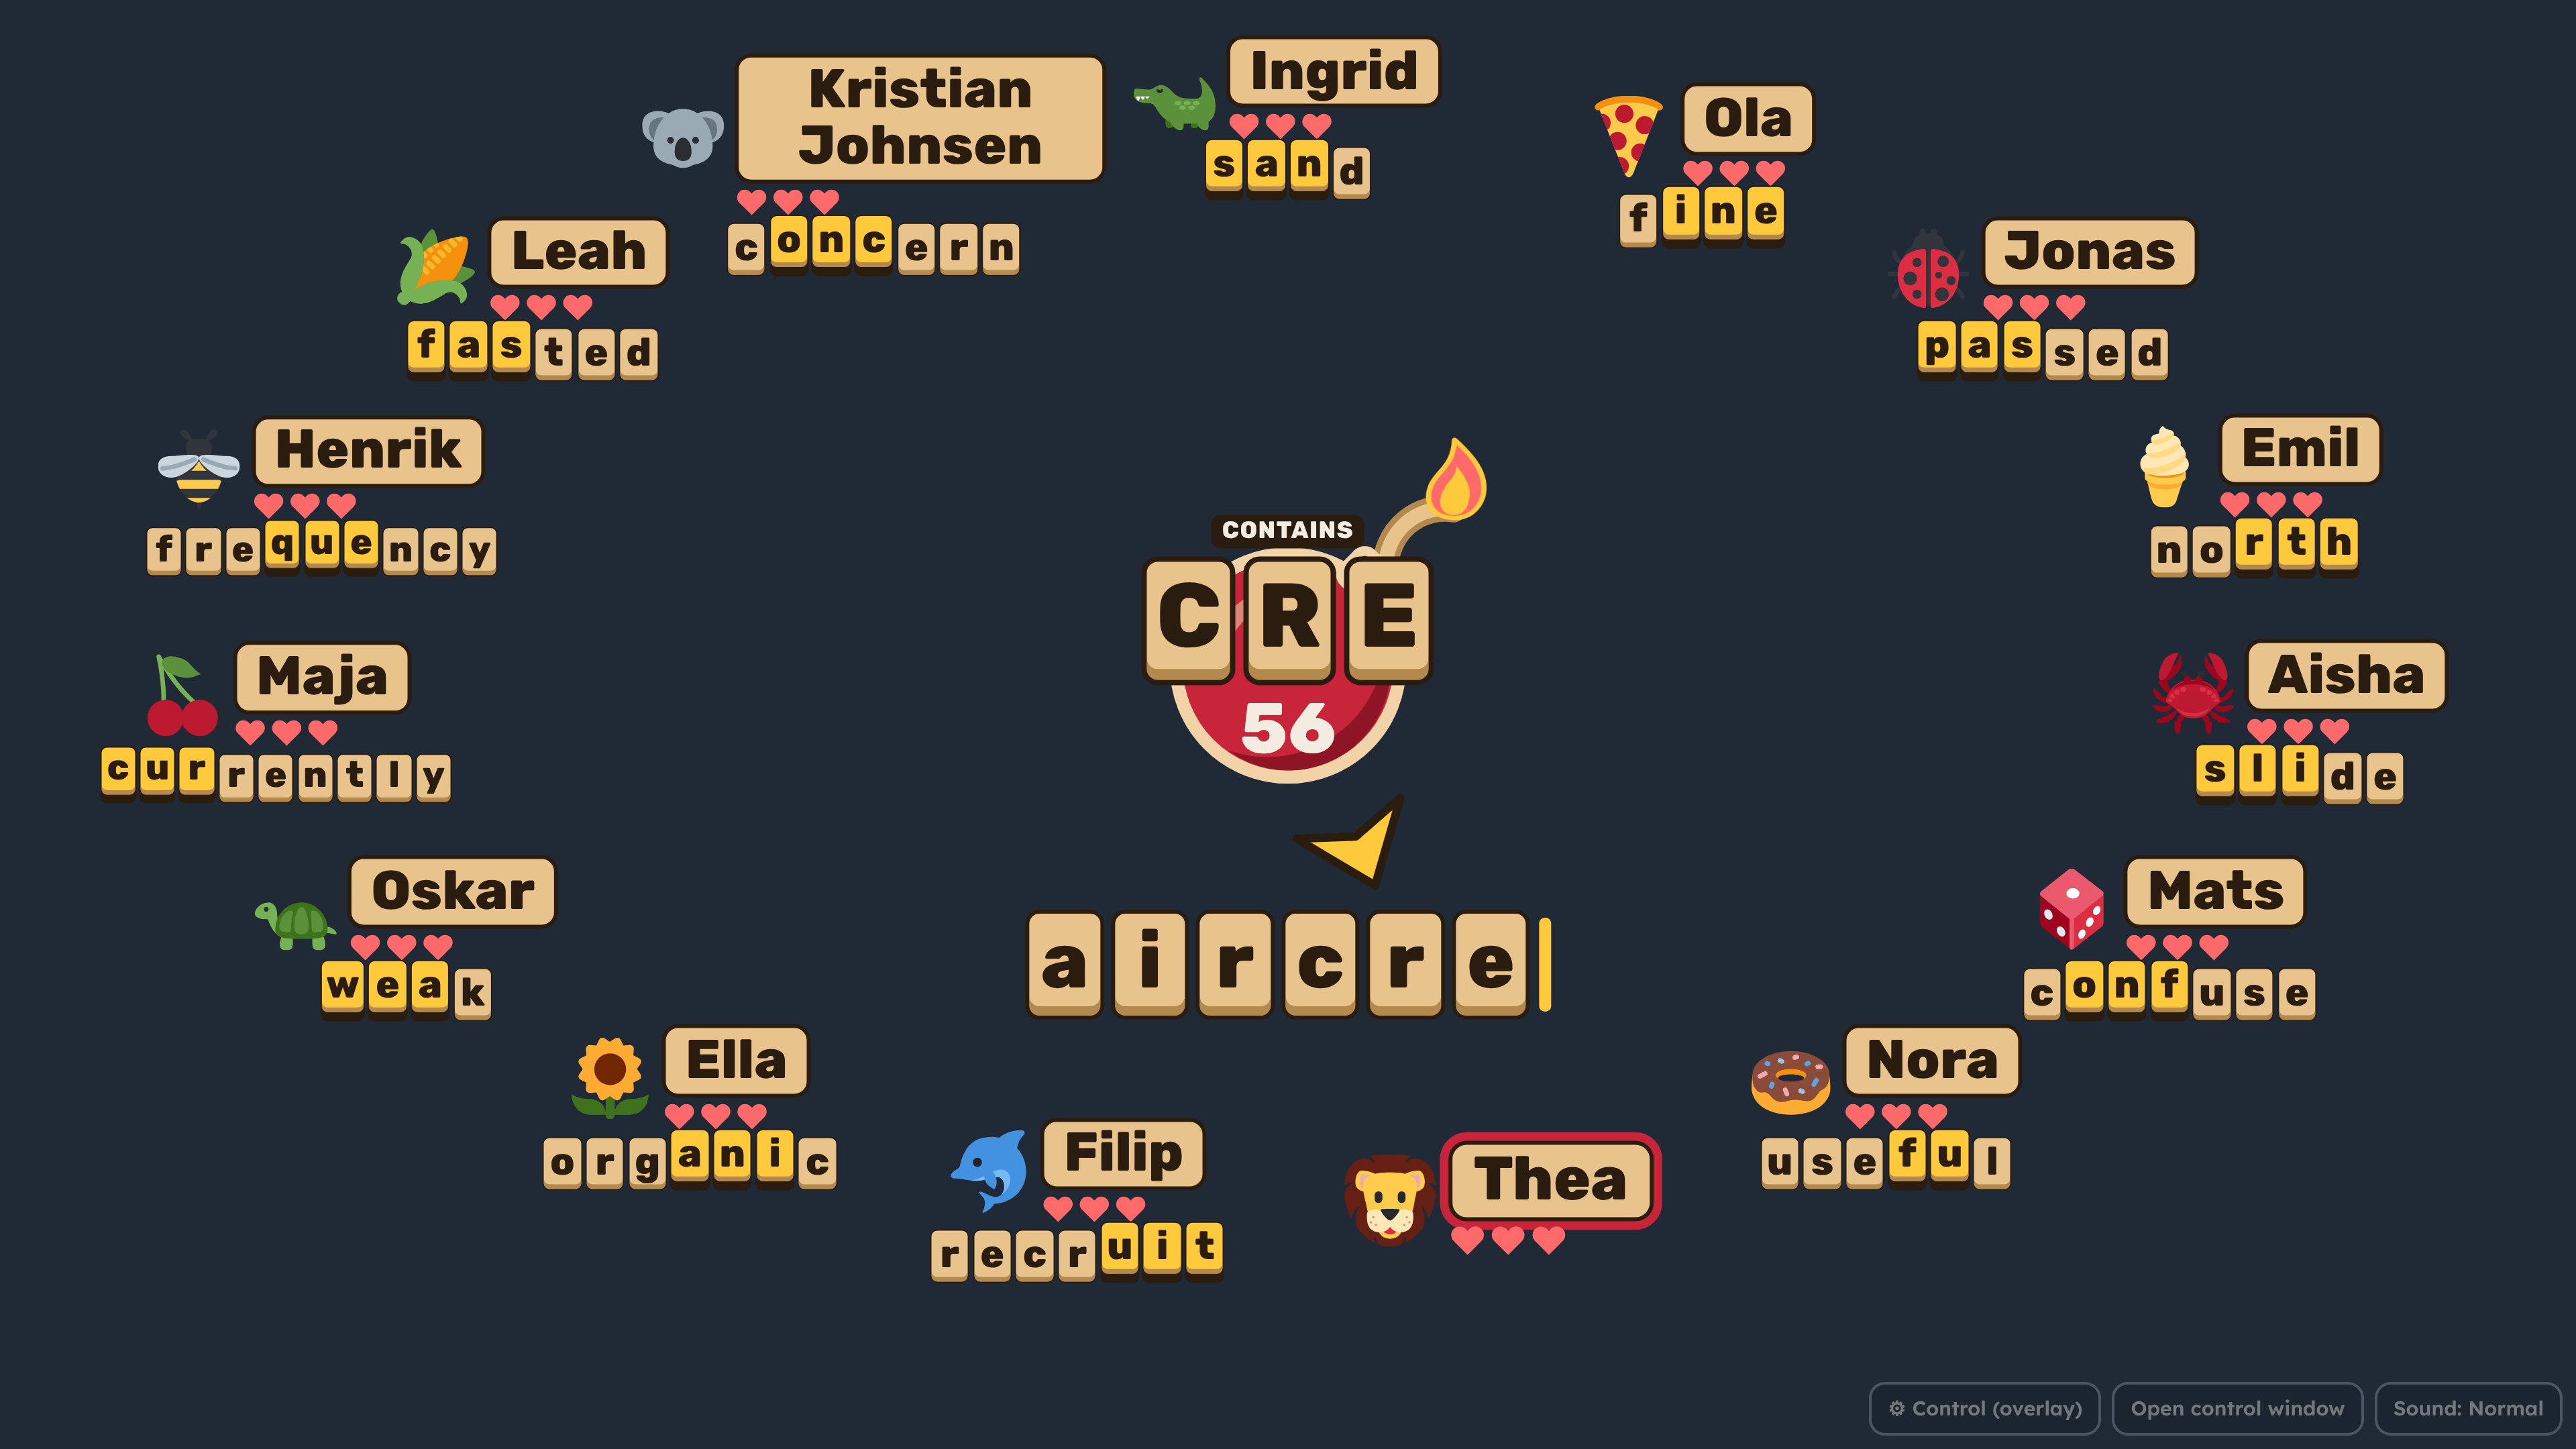 Kristian
Johnsen
concern
Ingrid
sand
Ola
fine
Leah
fasted
Jonas
passed
Henrik
frequency
Emil
north
CONTAINS
CRE
56
Maja
currently
Aisha
slide
Oskar
weak
aircre
Mats
confuse
Ella
organic
Nora
useful
Filip
recruit
Thea
⚙ Control (overlay)
Open control window
Sound: Normal